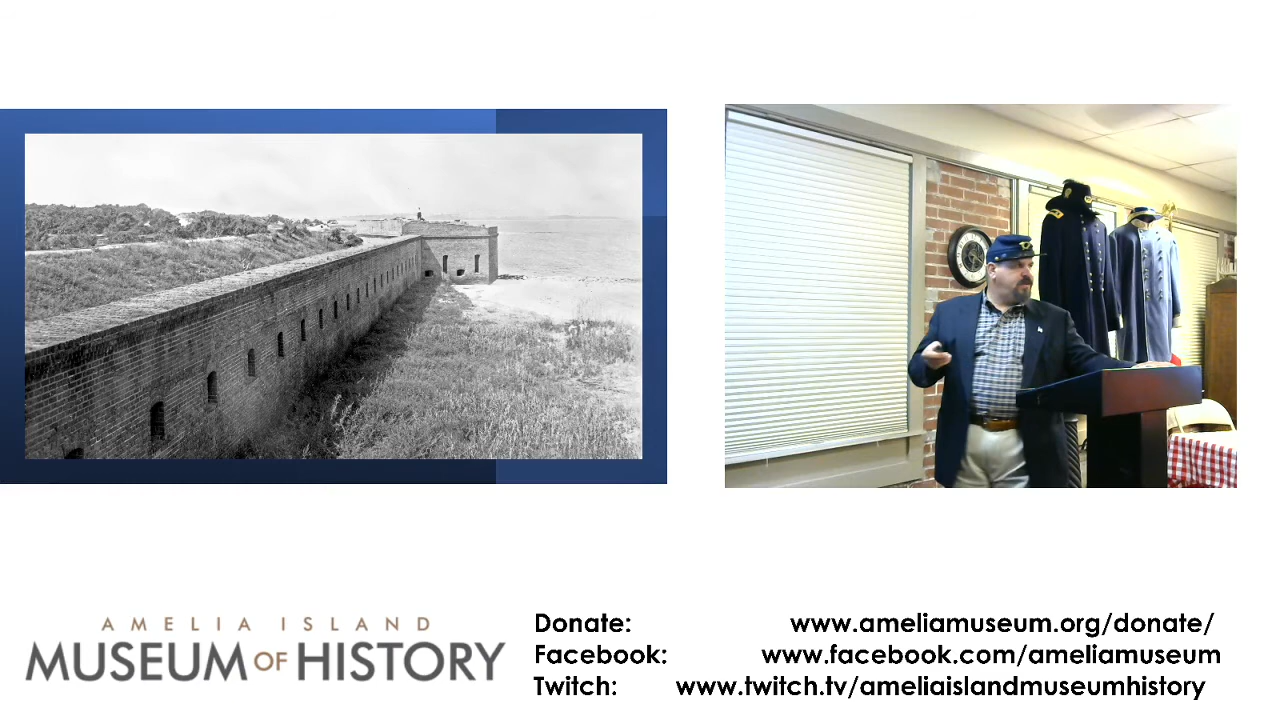 AMELIA ISLAND
MUSEUM OF HISTORY
Donate: www.ameliamuseum.org/donate/
Facebook: www.facebook.com/ameliamuseum
Twitch: www.twitch.tv/ameliaislandmuseumhistory